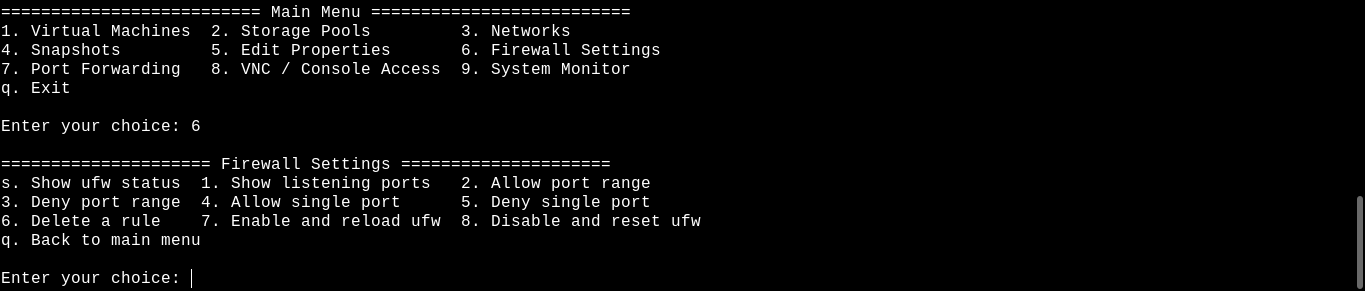 ========================== Main Menu ==========================
1. Virtual Machines  2. Storage Pools         3. Networks
4. Snapshots         5. Edit Properties       6. Firewall Settings
7. Port Forwarding   8. VNC / Console Access  9. System Monitor
q. Exit

Enter your choice: 6

===================== Firewall Settings =====================
s. Show ufw status  1. Show listening ports   2. Allow port range
3. Deny port range  4. Allow single port      5. Deny single port
6. Delete a rule    7. Enable and reload ufw  8. Disable and reset ufw
q. Back to main menu

Enter your choice: